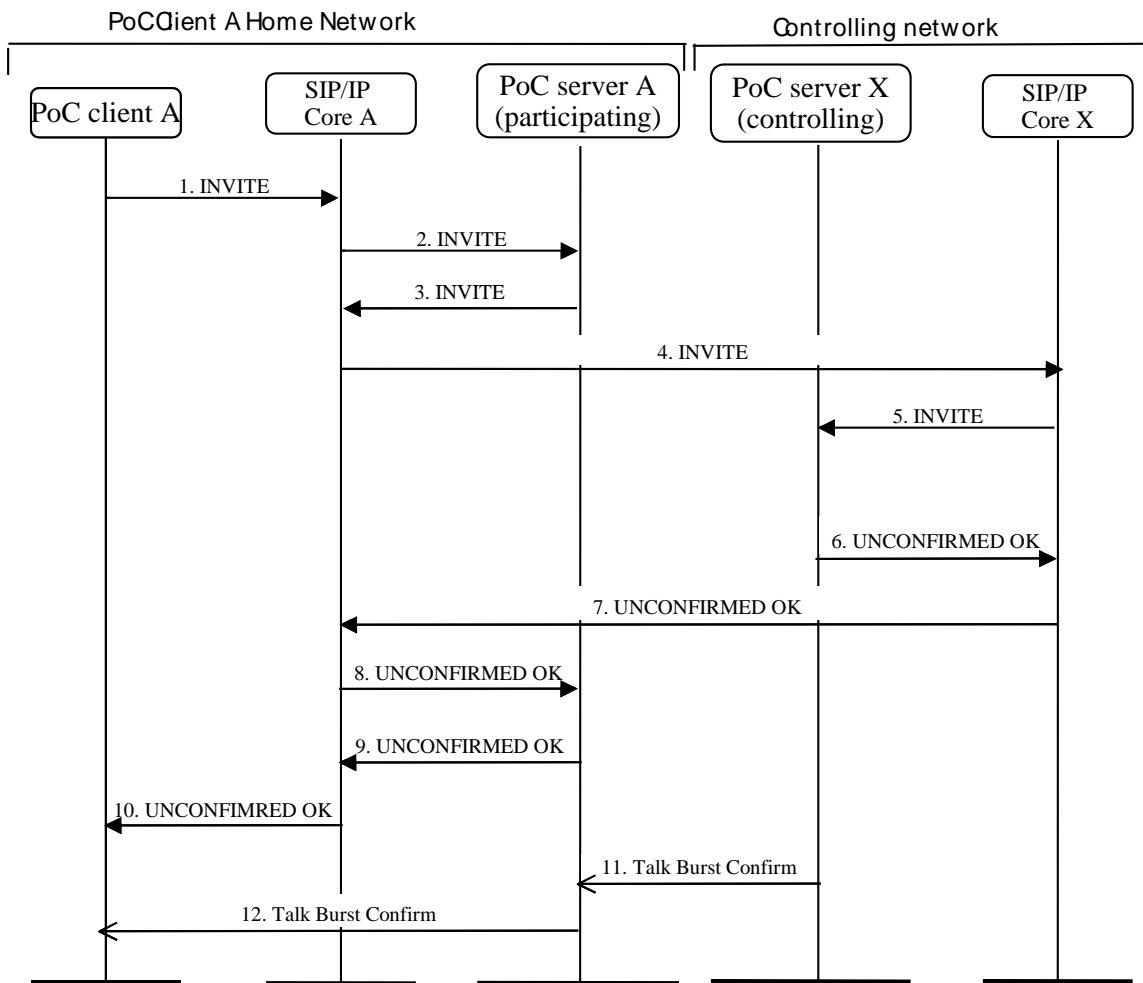 PoCClient A Home Network
Controlling network
PoC client A
SIP/IP
Core A
PoC server A
(participating)
PoC server X
(controlling)
SIP/IP
Core X
1. INVITE
2. INVITE
3. INVITE
4. INVITE
5. INVITE
6. UNCONFIRMED OK
7. UNCONFIRMED OK
8. UNCONFIRMED OK
9. UNCONFIRMED OK
10. UNCONFIMRED OK
11. Talk Burst Confirm
12. Talk Burst Confirm